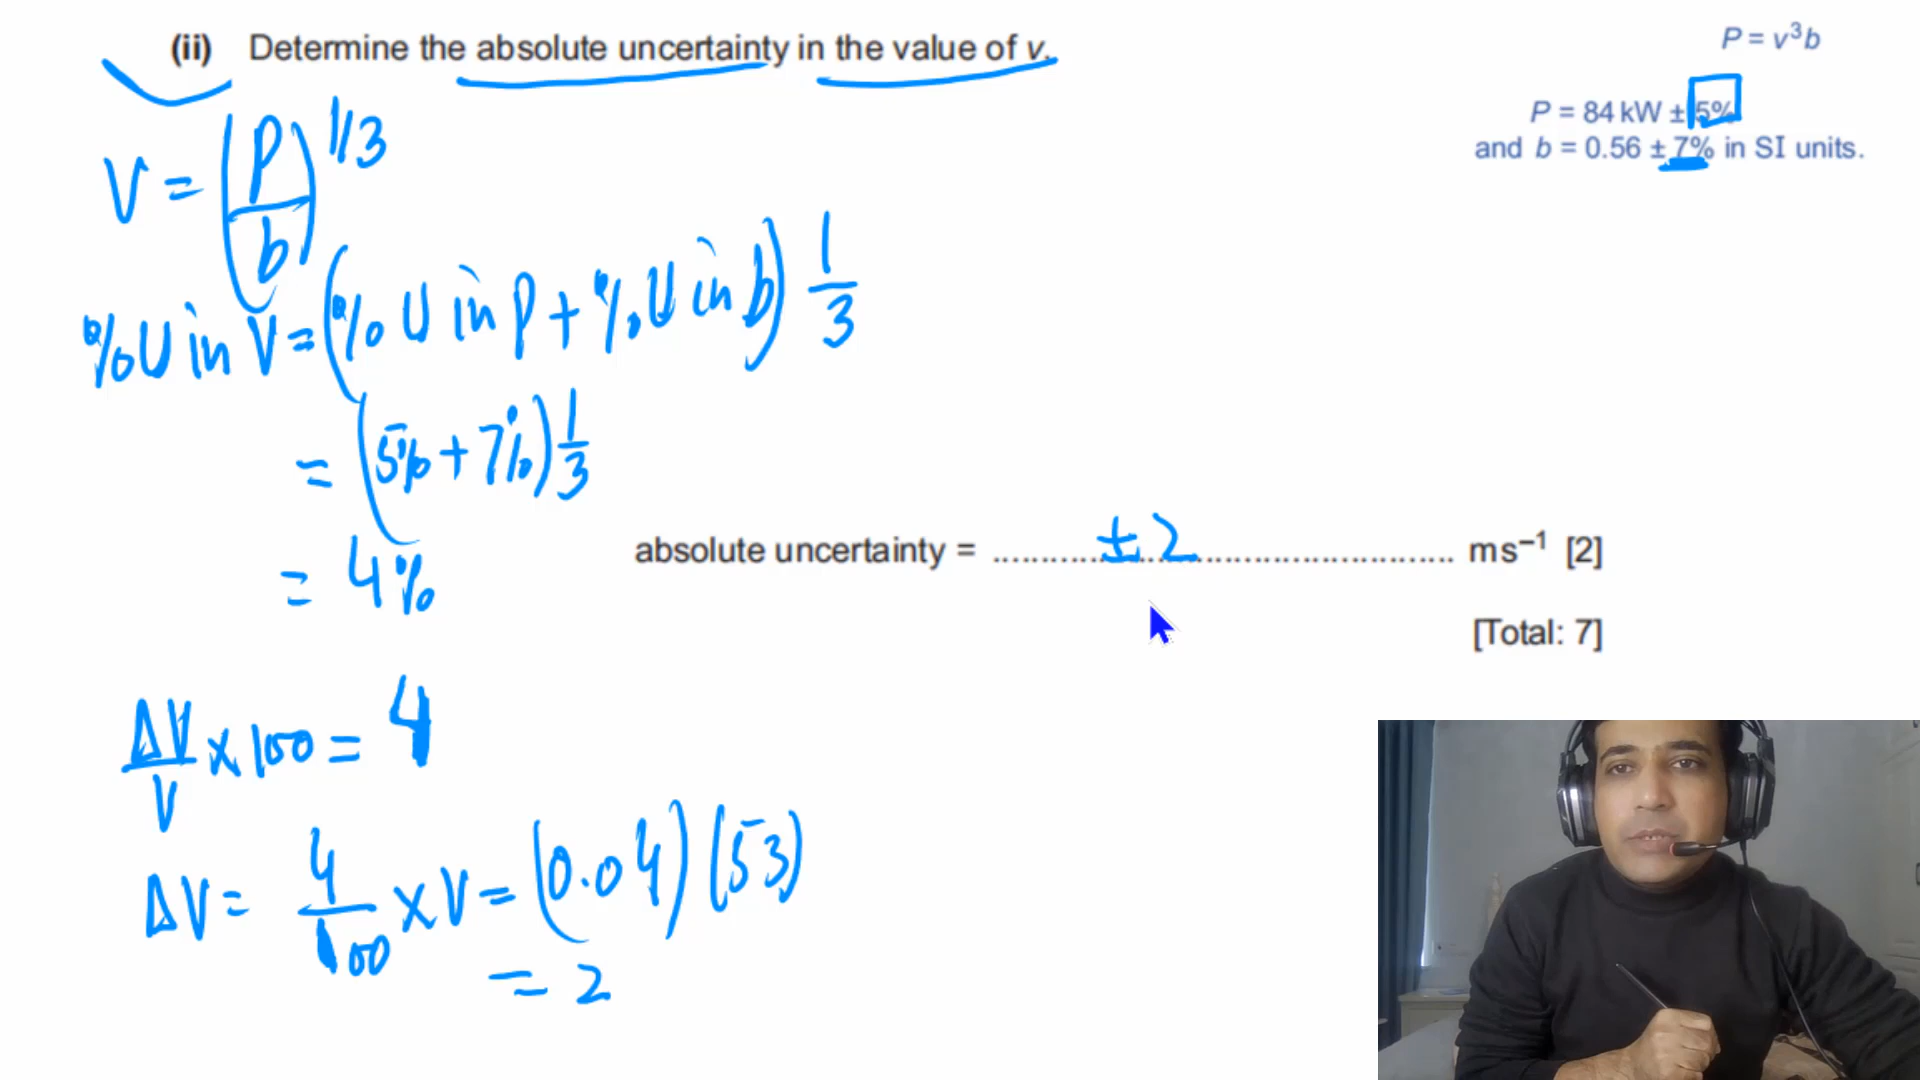 (ii) Determine the absolute uncertainty in the value of v.
P = v³b
P = 84 kW ± 5%
and b = 0.56 ± 7% in SI units.
V = (P/b)^1/3
%U in V = (%U in P + %U in b) 1/3
= (5% + 7%) 1/3
= 4%
absolute uncertainty = ± 2 ms⁻¹ [2]
[Total: 7]
ΔV/V × 100 = 4
ΔV = 4/100 × V = (0.04) (53)
= 2